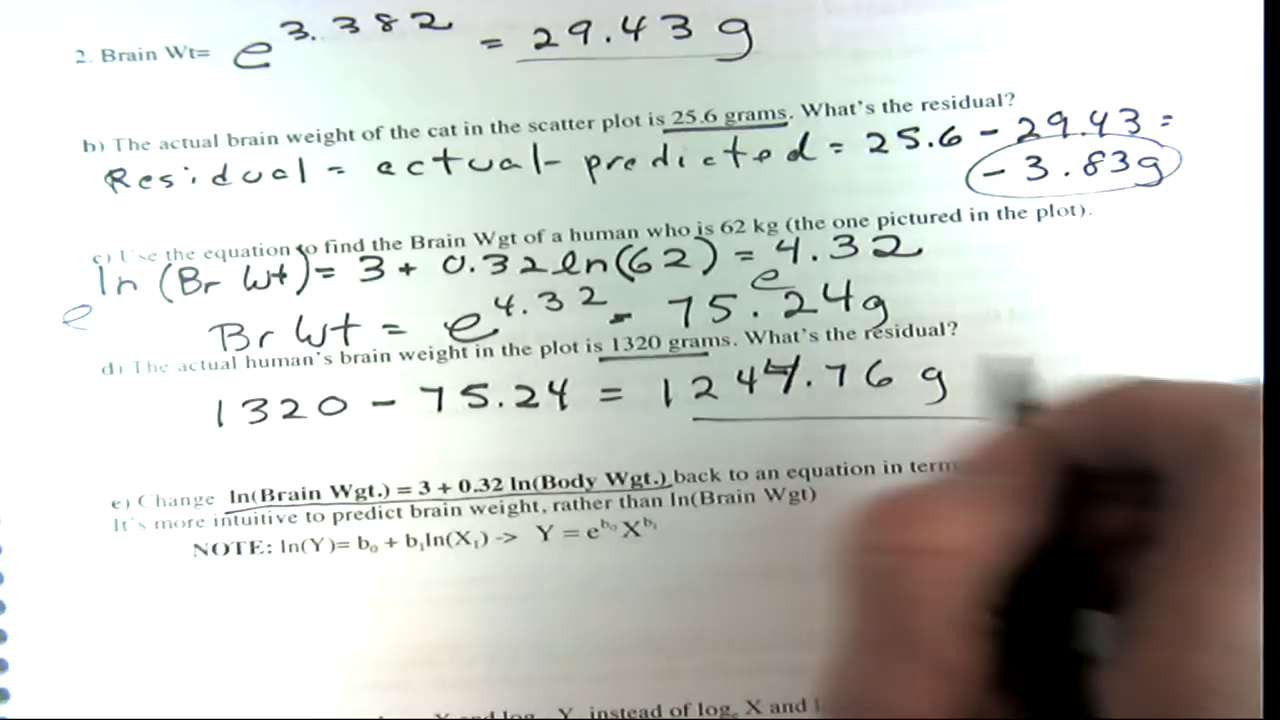 2. Brain Wt= e^3.382 = 29.43 g
b) The actual brain weight of the cat in the scatter plot is 25.6 grams. What's the residual?
Residual = actual - predicted = 25.6 - 29.43 =
- 3.83g
c) Use the equation to find the Brain Wgt of a human who is 62 kg (the one pictured in the plot).
ln (Br Wt) = 3 + 0.32 ln(62) = 4.32
e e
Br Wt = e^4.32 = 75.24g
d) The actual human's brain weight in the plot is 1320 grams. What's the residual?
1320 - 75.24 = 1244.76 g
e) Change ln(Brain Wgt.) = 3 + 0.32 ln(Body Wgt.) back to an equation in
It's more intuitive to predict brain weight, rather than ln(Brain Wgt)
NOTE: ln(Y)= b₀ + b₁ln(X₁) -> Y = e^b₀ X^b₁
Y instead of log X and